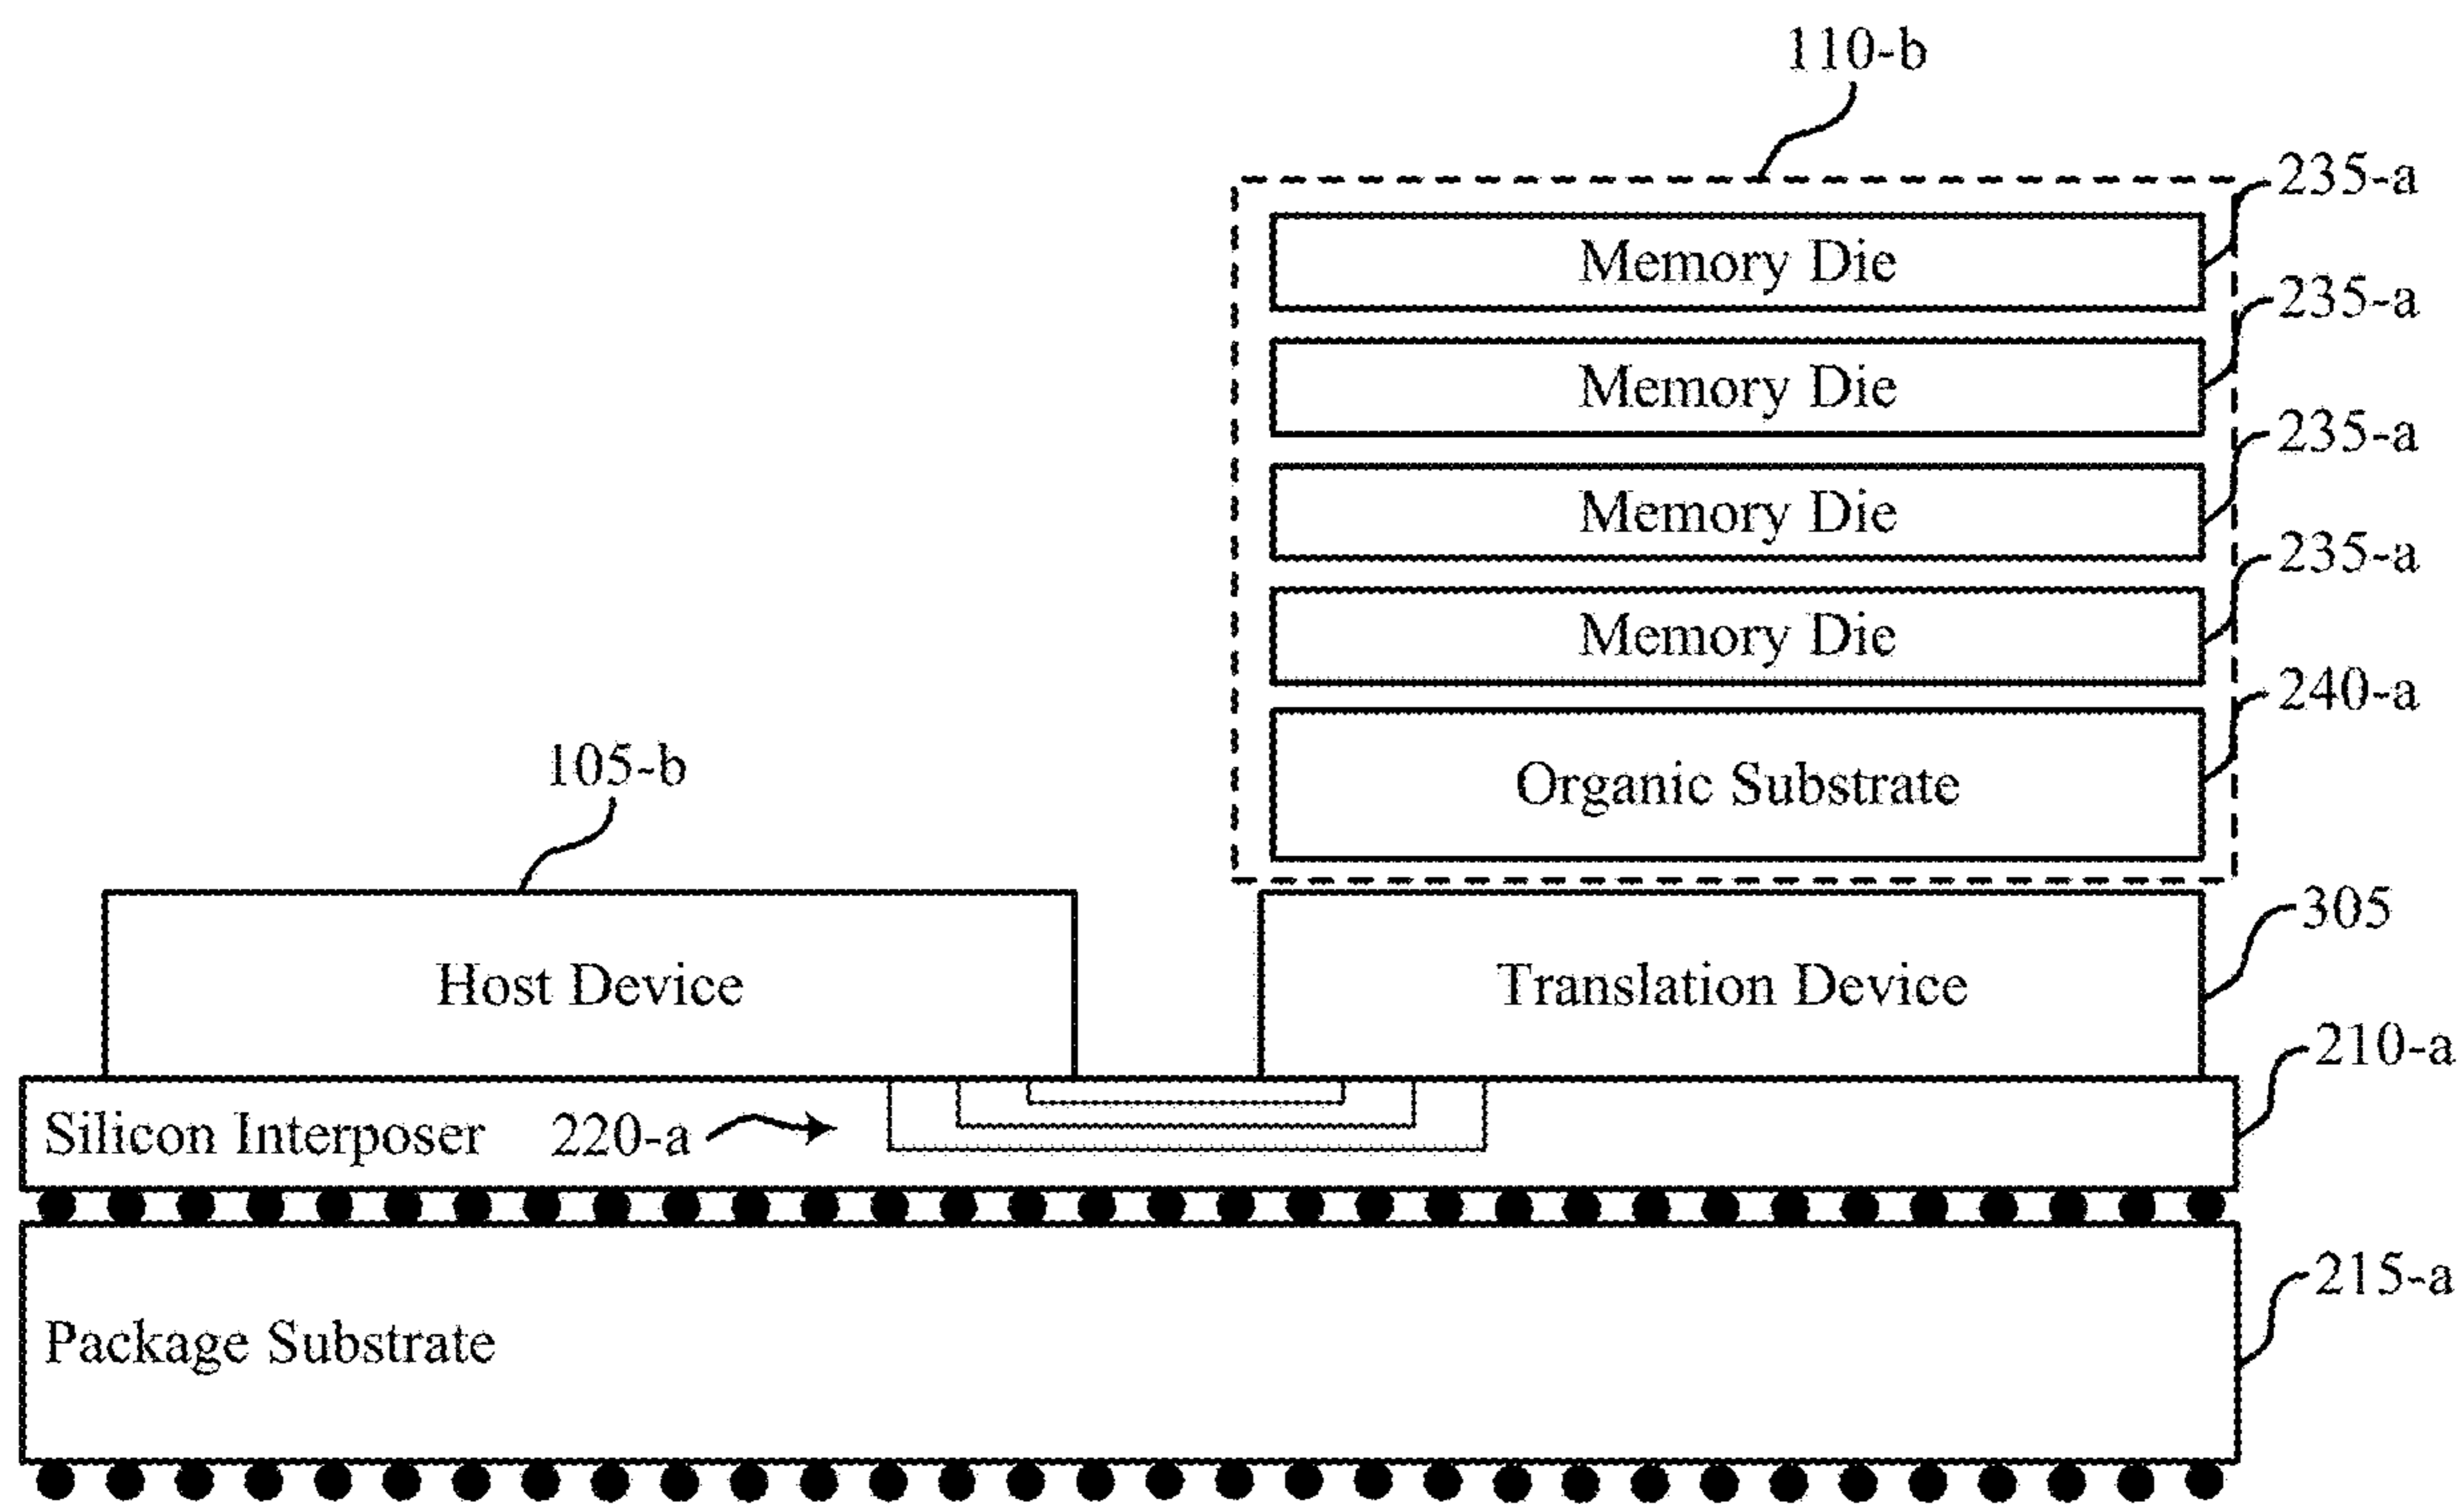 110-b
235-a
Memory Die
235-a
Memory Die
235-a
Memory Die
235-a
Memory Die
240-a
105-b
Organic Substrate
305
Host Device
Translation Device
210-a
Silicon Interposer 220-a
215-a
Package Substrate